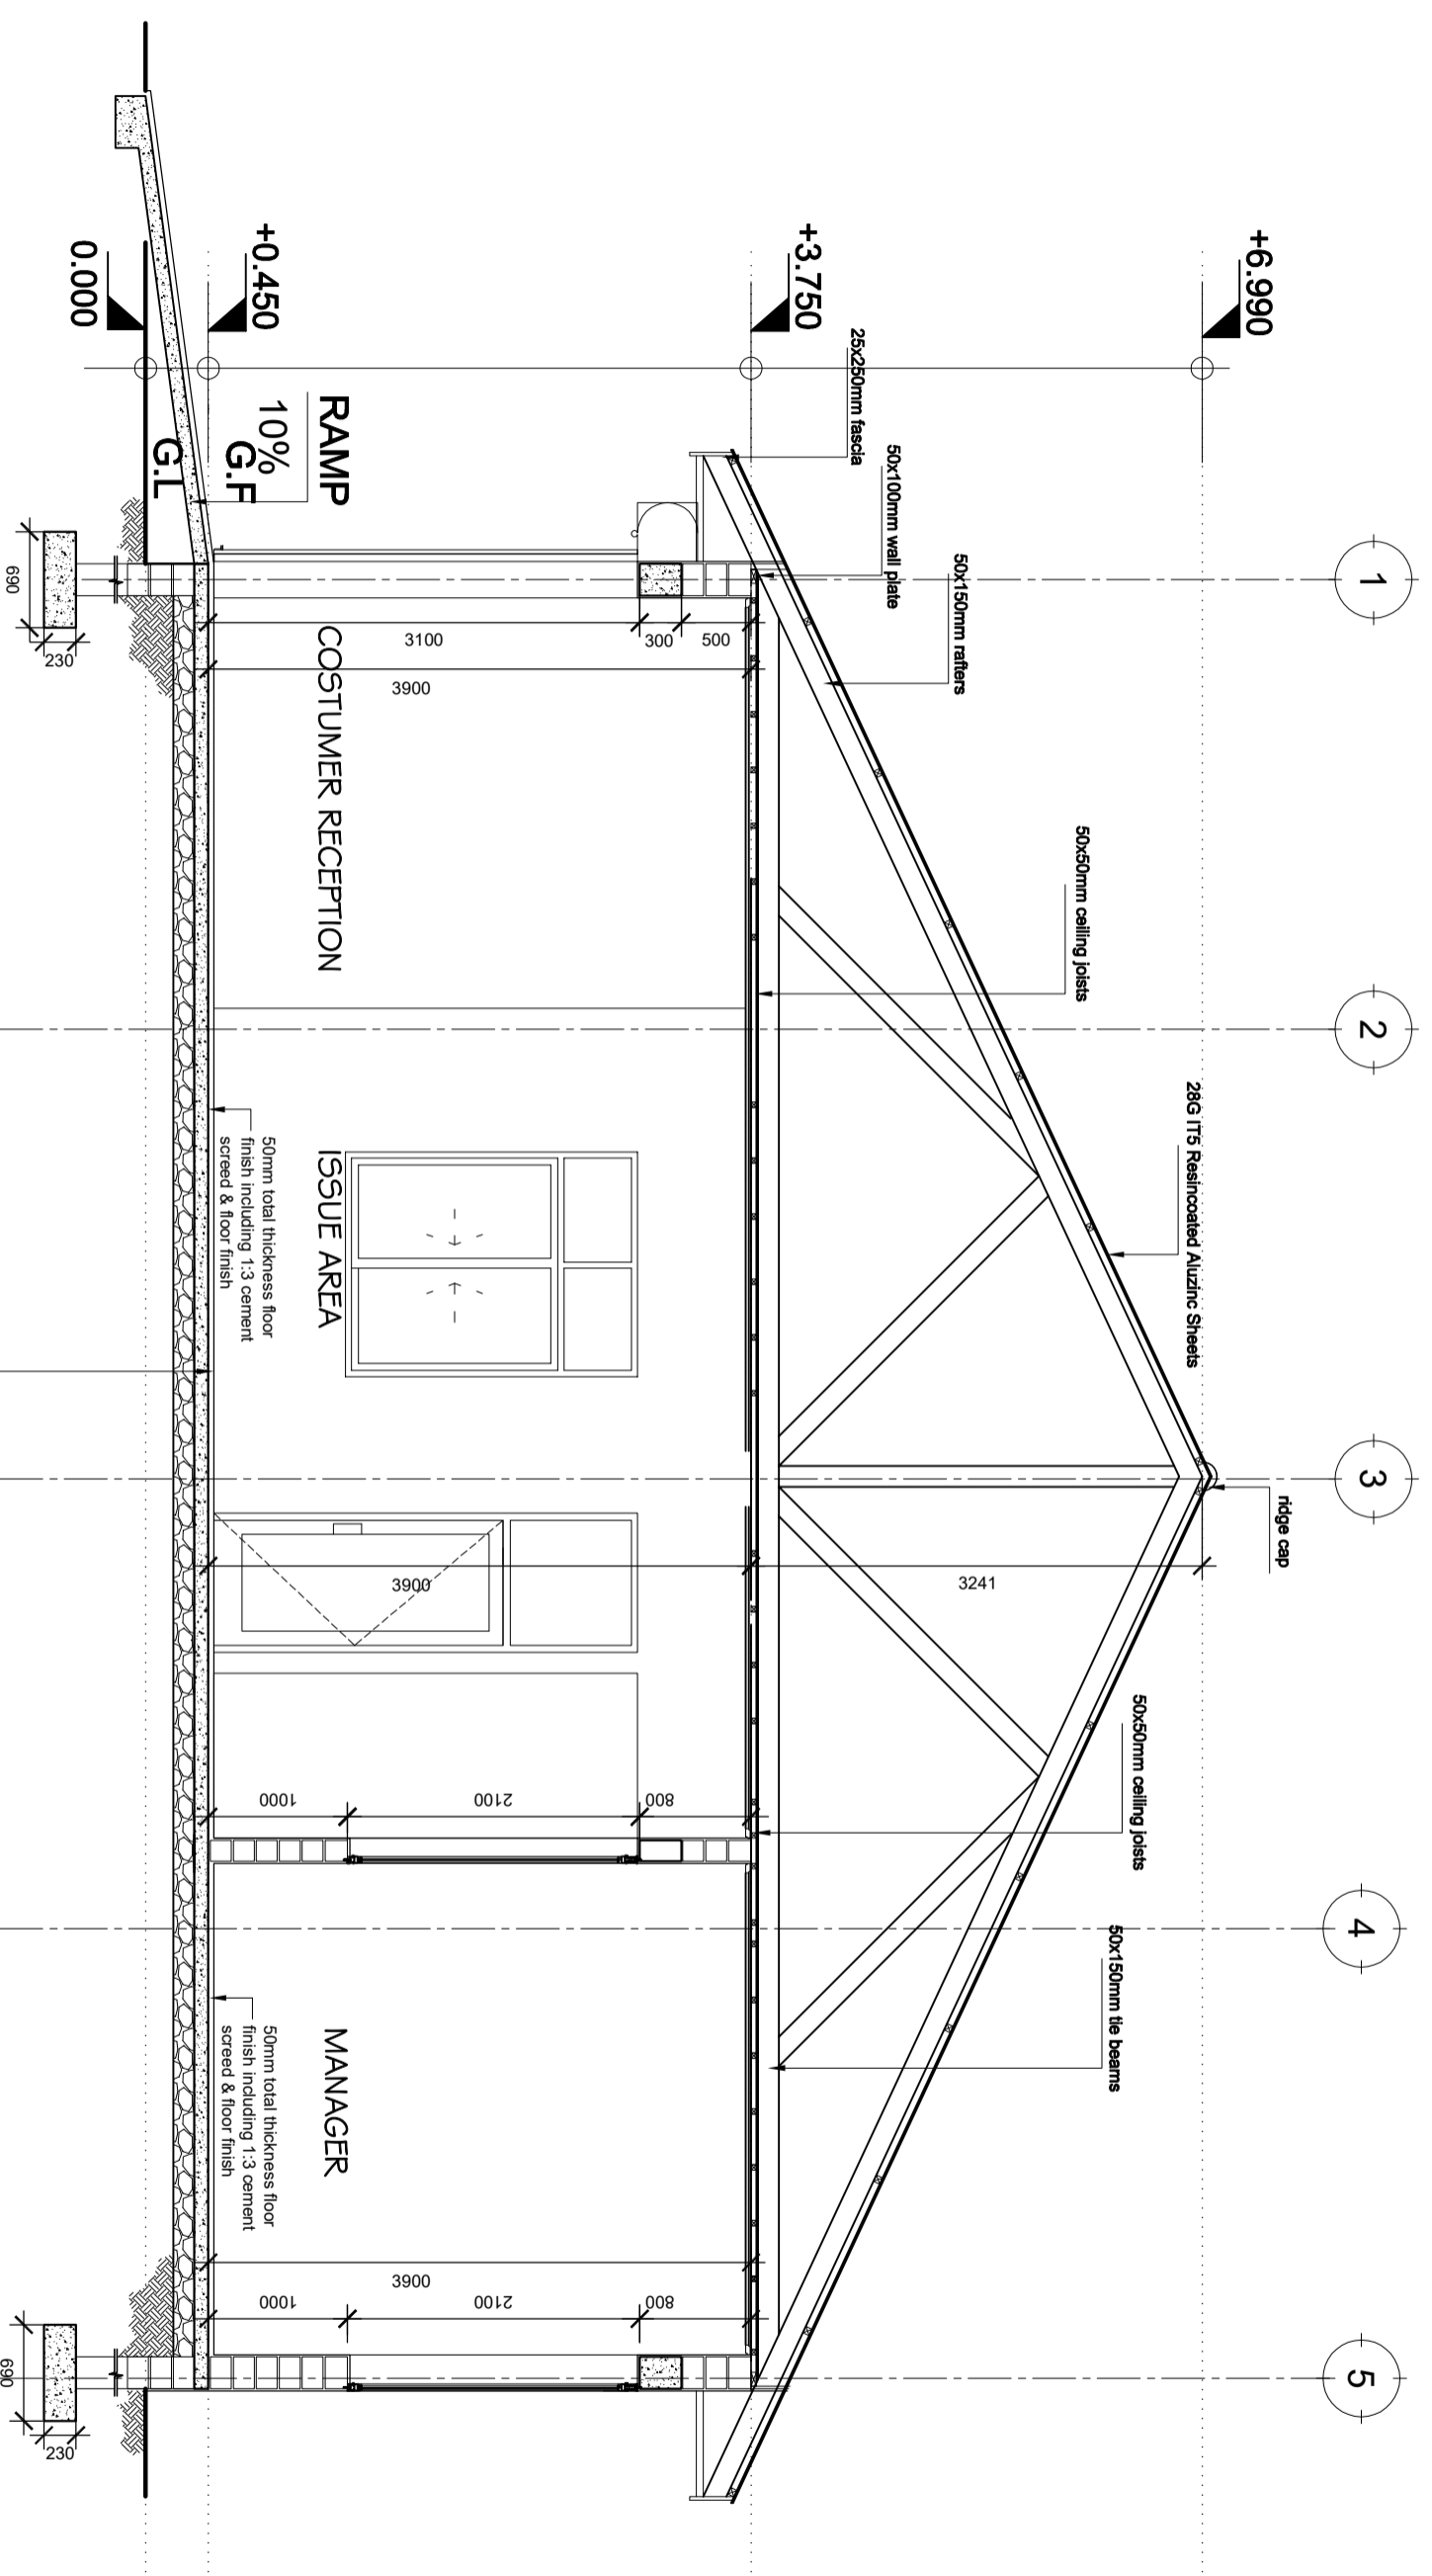 1
2
3
4
5
+6.990
+3.750
+0.450
0.000
28G IT5 Resincoated Aluzinc Sheets
ridge cap
50x50mm ceiling joists
50x50mm ceiling joists
50x150mm tie beams
50x150mm rafters
50x100mm wall plate
25x250mm fascia
3241
500
300
3100
3900
3900
800
2100
1000
3900
800
2100
1000
RAMP
10%
G.F
G.L
COSTUMER RECEPTION
ISSUE AREA
MANAGER
50mm total thickness floor
finish including 1:3 cement
screed & floor finish
50mm total thickness floor
finish including 1:3 cement
screed & floor finish
230
690
230
690